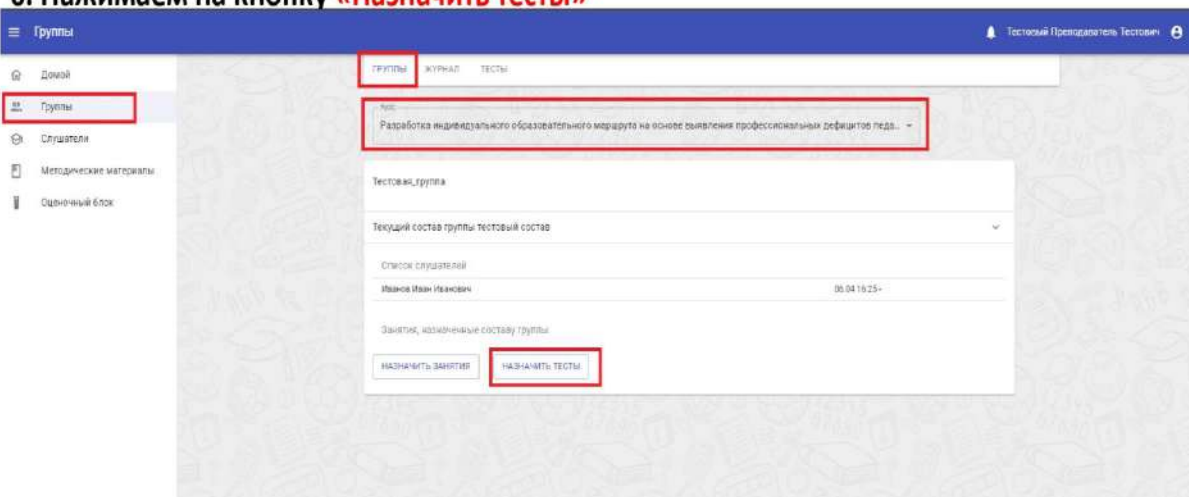 Нажимаем на кнопку «Назначить тесты»
Группы
Тестовый Преподаватель Тестович
Домой
Группы
Слушатели
Методические материалы
Оценочный блок
ГРУППЫ ЖУРНАЛ ТЕСТЫ
Курс
Разработка индивидуального образовательного маршрута на основе выявления профессиональных дефицитов педа...
Тестовая_группа
Текущий состав группы тестовый состав
Список слушателей
Иванов Иван Иванович 06.04 16:25 -
Занятия, назначенные составу группы
НАЗНАЧИТЬ ЗАНЯТИЯ НАЗНАЧИТЬ ТЕСТЫ